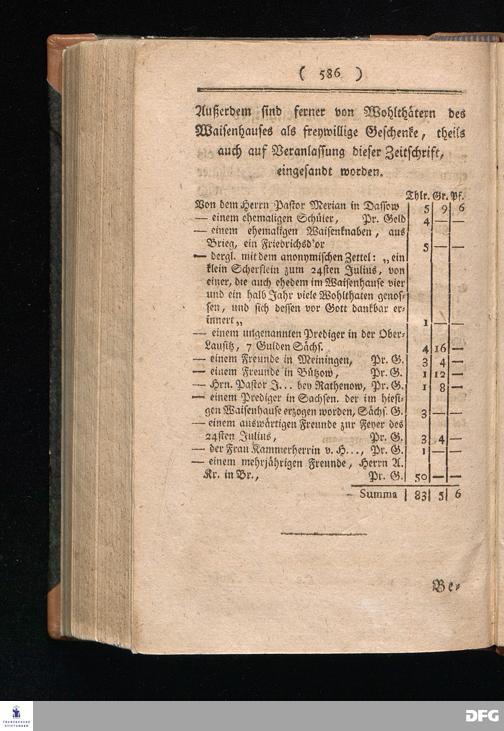 ( 586 )
Außerdem sind ferner von Wohlthätern des
Waisenhauses als freywillige Geschenke, theils
auch auf Veranlassung dieser Zeitschrift,
eingesandt worden.
Thlr. Gr. Pf.
Von dem Herrn Pastor Merian in Dassow 5 9 6
— einem ehemaligen Schüler, Pr. Geld 4 — —
— einem ehemaligen Waisenknaben, aus
Brieg, ein Friedrichsd'or 5 — —
— dergl. mit dem anonymischen Zettel: „ein
klein Scherflein zum 24sten Julius, von
einer, die auch ehedem im Waisenhause vier
und ein halb Jahr viele Wohlthaten genos-
sen, und sich dessen vor Gott dankbar er-
innert„ 1 — —
— einem ungenannten Prediger in der Ober-
Lausitz, 7 Gulden Sächs. 4 16 —
— einem Freunde in Meiningen, Pr. G. 3 4 —
— einem Freunde in Bützow, Pr. G. 1 12 —
— Hrn. Pastor J... bey Rathenow, Pr. G. 1 8 —
— einem Prediger in Sachsen, der im hiesi-
gen Waisenhause erzogen worden, Sächs. G. 3 — —
— einem auswärtigen Freunde zur Feyer des
24sten Julius, Pr. G. 3 4 —
— der Frau Kammerherrin v. H..., Pr. G. 1 — —
— einem mehrjährigen Freunde, Herrn A.
Kr. in Br., Pr. G. 50 — —
Summa 83 5 6
Be-
FRANCKESCHE
STIFTUNGEN
DFG